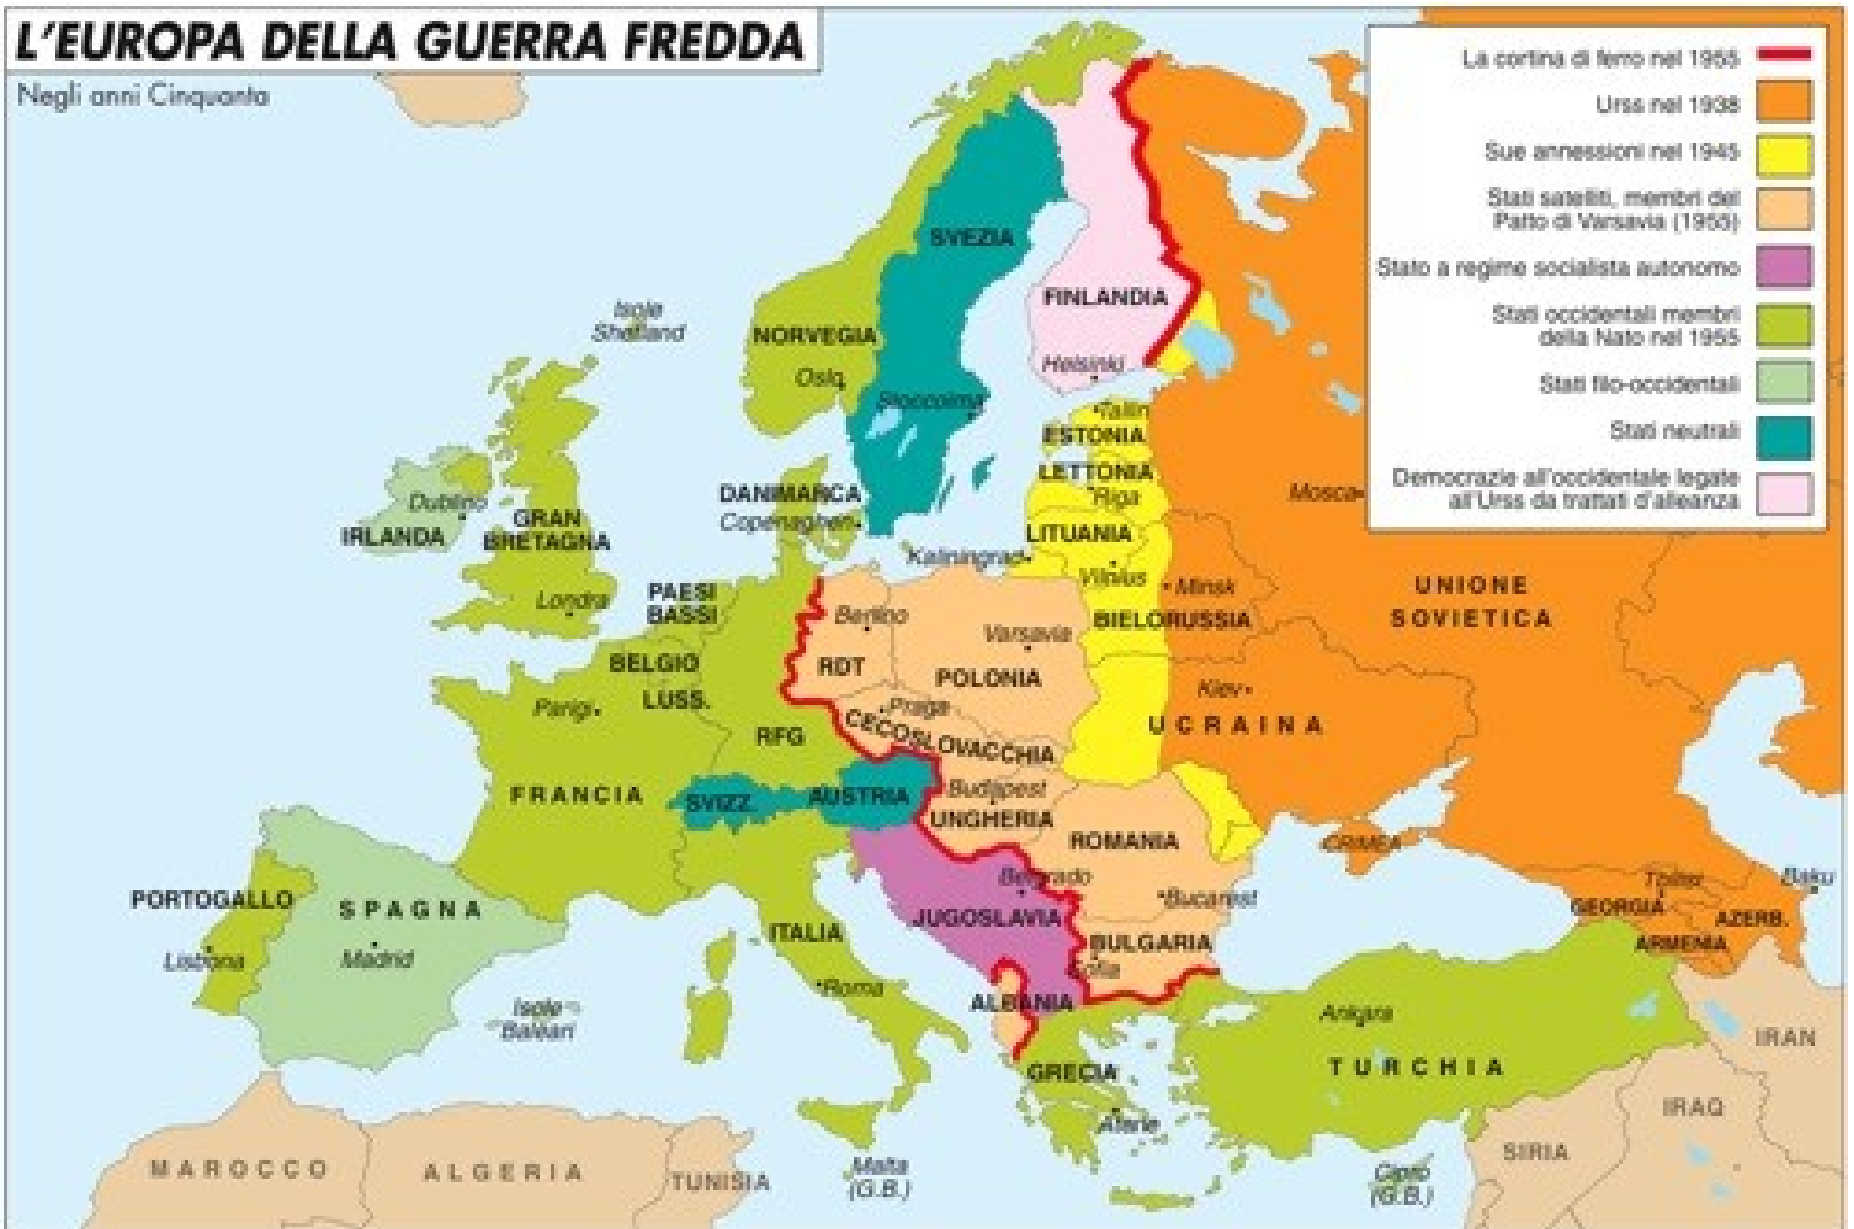 L'EUROPA DELLA GUERRA FREDDA
Negli anni Cinquanta
La cortina di ferro nel 1955
Urss nel 1938
Sue annessioni nel 1945
Stati satelliti, membri del
Patto di Varsavia (1955)
Stato a regime socialista autonomo
Stati occidentali membri
della Nato nel 1955
Stati filo-occidentali
Stati neutrali
Democrazie all'occidentale legate
all'Urss da trattati d'alleanza
SVEZIA
FINLANDIA
Isole
Shetland
NORVEGIA
Helsinki
Oslo
Stoccolma
Tallin
ESTONIA
LETTONIA
Riga
Mosca
DANIMARCA
Copenaghen
Dublino
IRLANDA
GRAN
BRETAGNA
LITUANIA
Kaliningrad
Vilnius
Minsk
UNIONE
SOVIETICA
PAESI
BASSI
Londra
Berlino
Varsavia
BIELORUSSIA
BELGIO
RDT
POLONIA
LUSS.
Parigi
Praga
Kiev
UCRAINA
RFG
CECOSLOVACCHIA
FRANCIA
SVIZZ.
AUSTRIA
Budapest
UNGHERIA
ROMANIA
CRIMEA
Belgrado
Bucarest
Tbilisi
Baku
PORTOGALLO
SPAGNA
JUGOSLAVIA
GEORGIA
AZERB.
ITALIA
BULGARIA
ARMENIA
Lisbona
Madrid
Sofia
Roma
ALBANIA
Isole
Baleari
Ankara
IRAN
GRECIA
TURCHIA
IRAQ
Atene
MAROCCO
ALGERIA
TUNISIA
Malta
(G.B.)
Cipro
(G.B.)
SIRIA